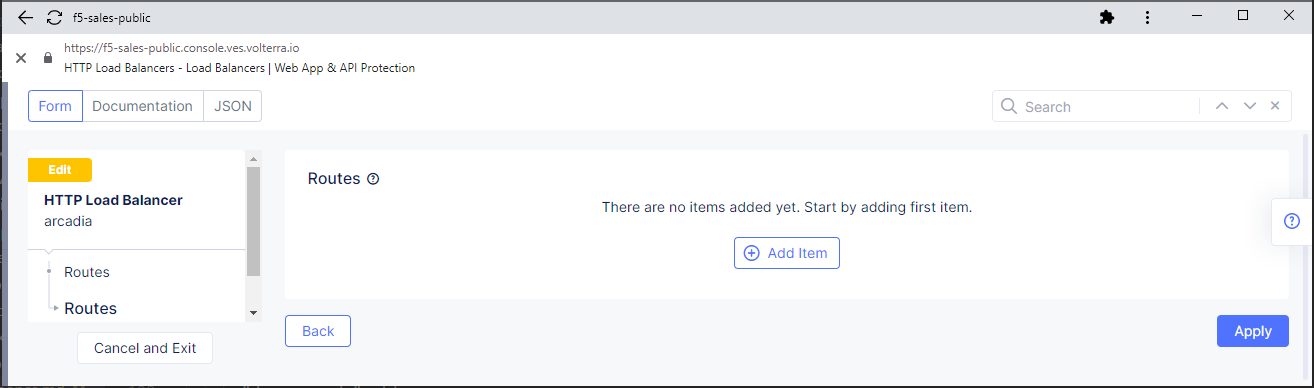 f5-sales-public
https://f5-sales-public.console.ves.volterra.io
HTTP Load Balancers - Load Balancers | Web App & API Protection
Form Documentation JSON
Search
Edit
HTTP Load Balancer
arcadia
Routes
Routes
Cancel and Exit
Routes
There are no items added yet. Start by adding first item.
Add Item
Back
Apply